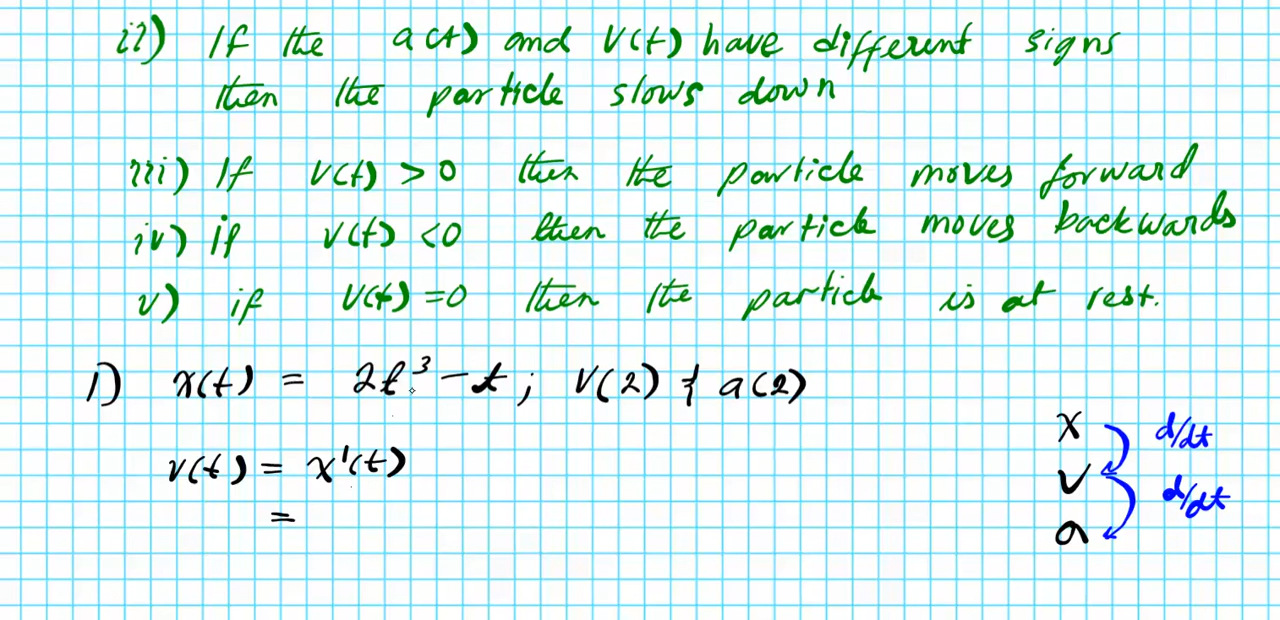 ii) If the a(t) and v(t) have different signs
then the particle slows down
iii) If v(t) > 0 then the particle moves forward
iv) if v(t) < 0 then the particle moves backwards
v) if v(t) = 0 then the particle is at rest.
1) x(t) = 2t³ - t ; v(2) & a(2)
v(t) = x'(t)
=
x d/dt
v d/dt
a